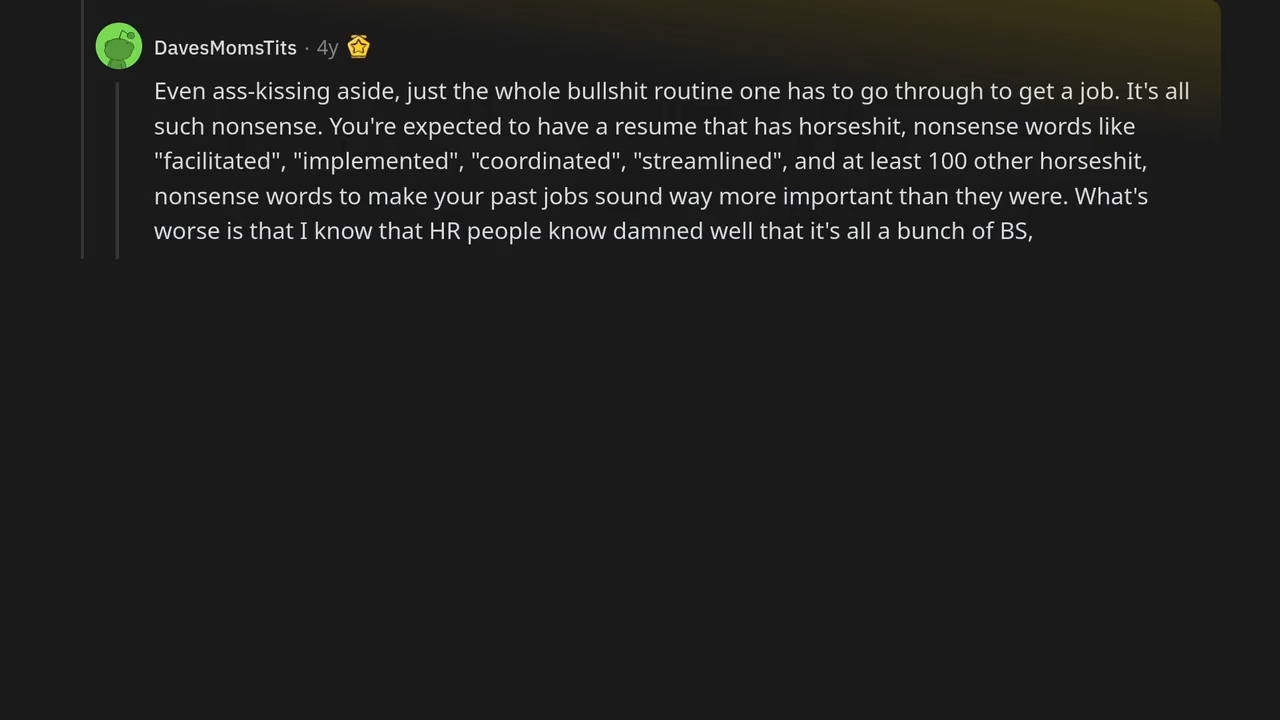 DavesMomsTits · 4y
Even ass-kissing aside, just the whole bullshit routine one has to go through to get a job. It's all
such nonsense. You're expected to have a resume that has horseshit, nonsense words like
"facilitated", "implemented", "coordinated", "streamlined", and at least 100 other horseshit,
nonsense words to make your past jobs sound way more important than they were. What's
worse is that I know that HR people know damned well that it's all a bunch of BS,